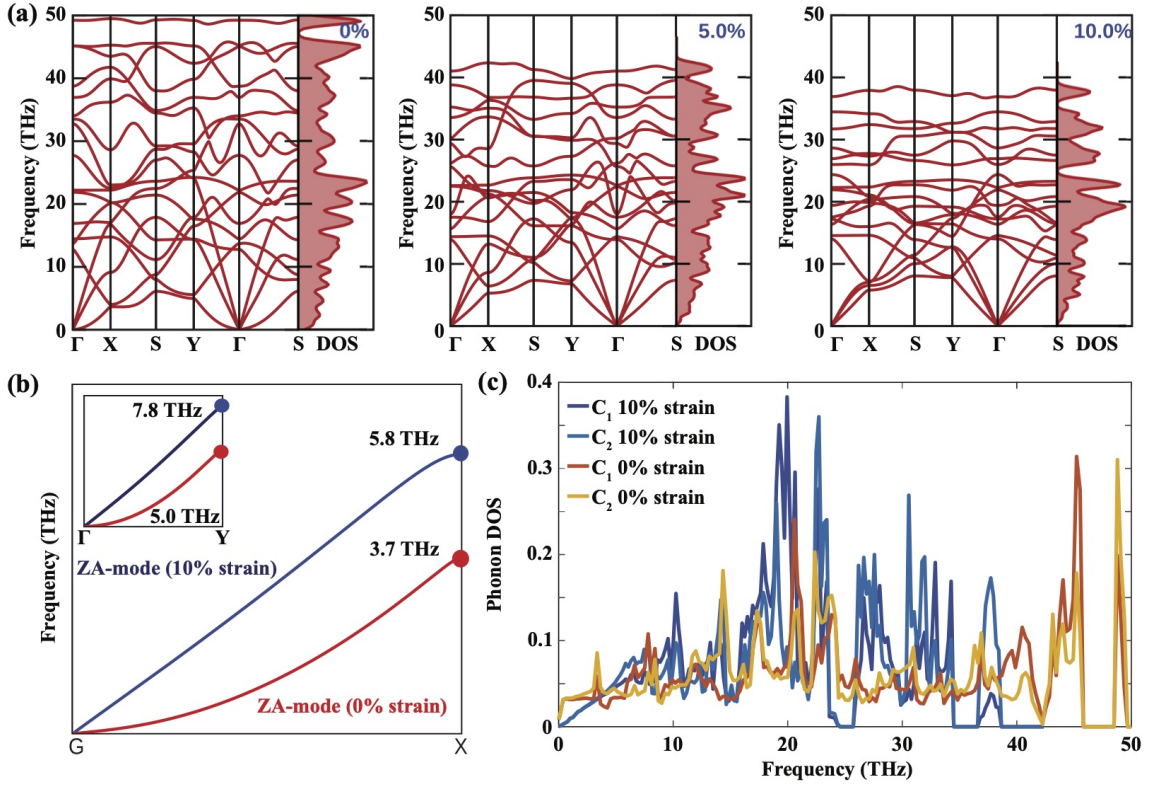 (a)
50
40
30
20
10
0
Frequency (THz)
0%
Γ X S Y Γ S DOS
50
40
30
20
10
0
Frequency (THz)
5.0%
Γ X S Y Γ S DOS
50
40
30
20
10
0
Frequency (THz)
10.0%
Γ X S Y Γ S DOS
(b)
Frequency (THz)
7.8 THz
5.0 THz
Γ Y
5.8 THz
3.7 THz
ZA-mode (10% strain)
ZA-mode (0% strain)
G X
(c)
0.4
0.3
0.2
0.1
0
Phonon DOS
C₁ 10% strain
C₂ 10% strain
C₁ 0% strain
C₂ 0% strain
0 10 20 30 40 50
Frequency (THz)